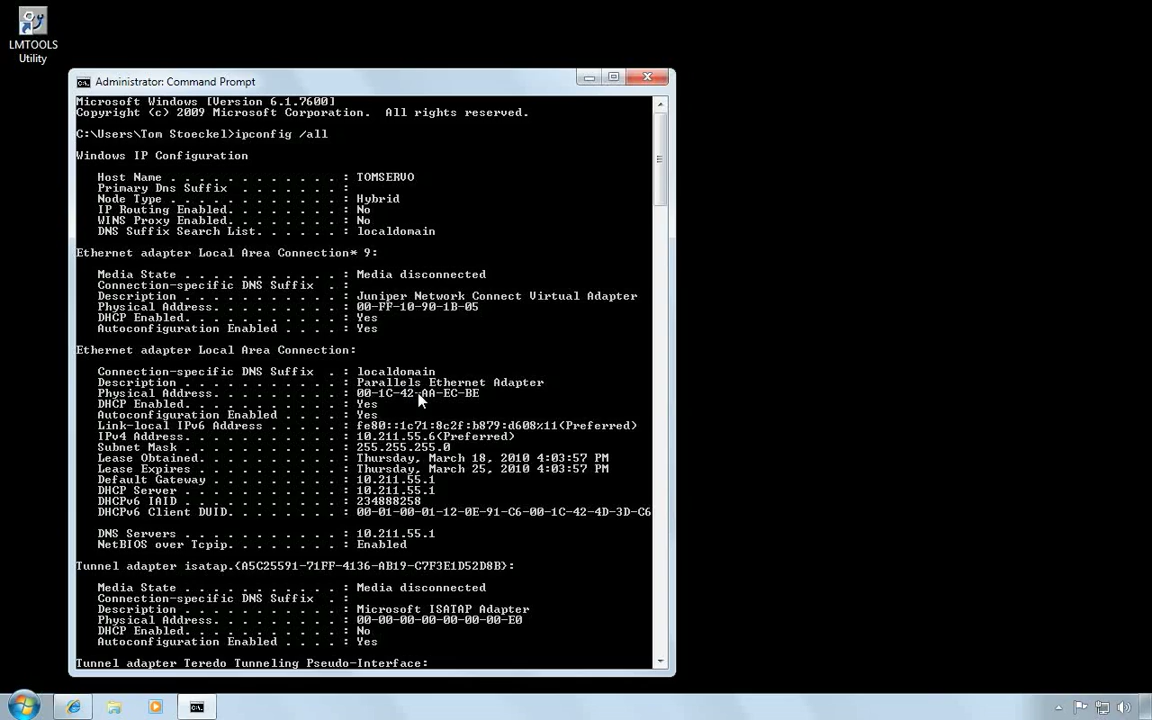 LMTOOLS
Utility
Administrator: Command Prompt
Microsoft Windows [Version 6.1.7600]
Copyright (c) 2009 Microsoft Corporation.  All rights reserved.
C:\Users\Tom Stoeckel>ipconfig /all
Windows IP Configuration
Host Name . . . . . . . . . . . . : TOMSERVO
Primary Dns Suffix  . . . . . . . :
Node Type . . . . . . . . . . . . : Hybrid
IP Routing Enabled. . . . . . . . : No
WINS Proxy Enabled. . . . . . . . : No
DNS Suffix Search List. . . . . . : localdomain
Ethernet adapter Local Area Connection* 9:
Media State . . . . . . . . . . . : Media disconnected
Connection-specific DNS Suffix  . :
Description . . . . . . . . . . . : Juniper Network Connect Virtual Adapter
Physical Address. . . . . . . . . : 00-FF-10-90-1B-05
DHCP Enabled. . . . . . . . . . . : Yes
Autoconfiguration Enabled . . . . : Yes
Ethernet adapter Local Area Connection:
Connection-specific DNS Suffix  . : localdomain
Description . . . . . . . . . . . : Parallels Ethernet Adapter
Physical Address. . . . . . . . . : 00-1C-42-AA-EC-BE
DHCP Enabled. . . . . . . . . . . : Yes
Autoconfiguration Enabled . . . . : Yes
Link-local IPv6 Address . . . . . : fe80::1c71:8c2f:b879:d608%11(Preferred)
IPv4 Address. . . . . . . . . . . : 10.211.55.6(Preferred)
Subnet Mask . . . . . . . . . . . : 255.255.255.0
Lease Obtained. . . . . . . . . . : Thursday, March 18, 2010 4:03:57 PM
Lease Expires . . . . . . . . . . : Thursday, March 25, 2010 4:03:57 PM
Default Gateway . . . . . . . . . : 10.211.55.1
DHCP Server . . . . . . . . . . . : 10.211.55.1
DHCPv6 IAID . . . . . . . . . . . : 234888258
DHCPv6 Client DUID. . . . . . . . : 00-01-00-01-12-0E-91-C6-00-1C-42-4D-3D-C6
DNS Servers . . . . . . . . . . . : 10.211.55.1
NetBIOS over Tcpip. . . . . . . . : Enabled
Tunnel adapter isatap.{A5C25591-71FF-4136-AB19-C7F3E1D52D8B}:
Media State . . . . . . . . . . . : Media disconnected
Connection-specific DNS Suffix  . :
Description . . . . . . . . . . . : Microsoft ISATAP Adapter
Physical Address. . . . . . . . . : 00-00-00-00-00-00-00-E0
DHCP Enabled. . . . . . . . . . . : No
Autoconfiguration Enabled . . . . : Yes
Tunnel adapter Teredo Tunneling Pseudo-Interface: